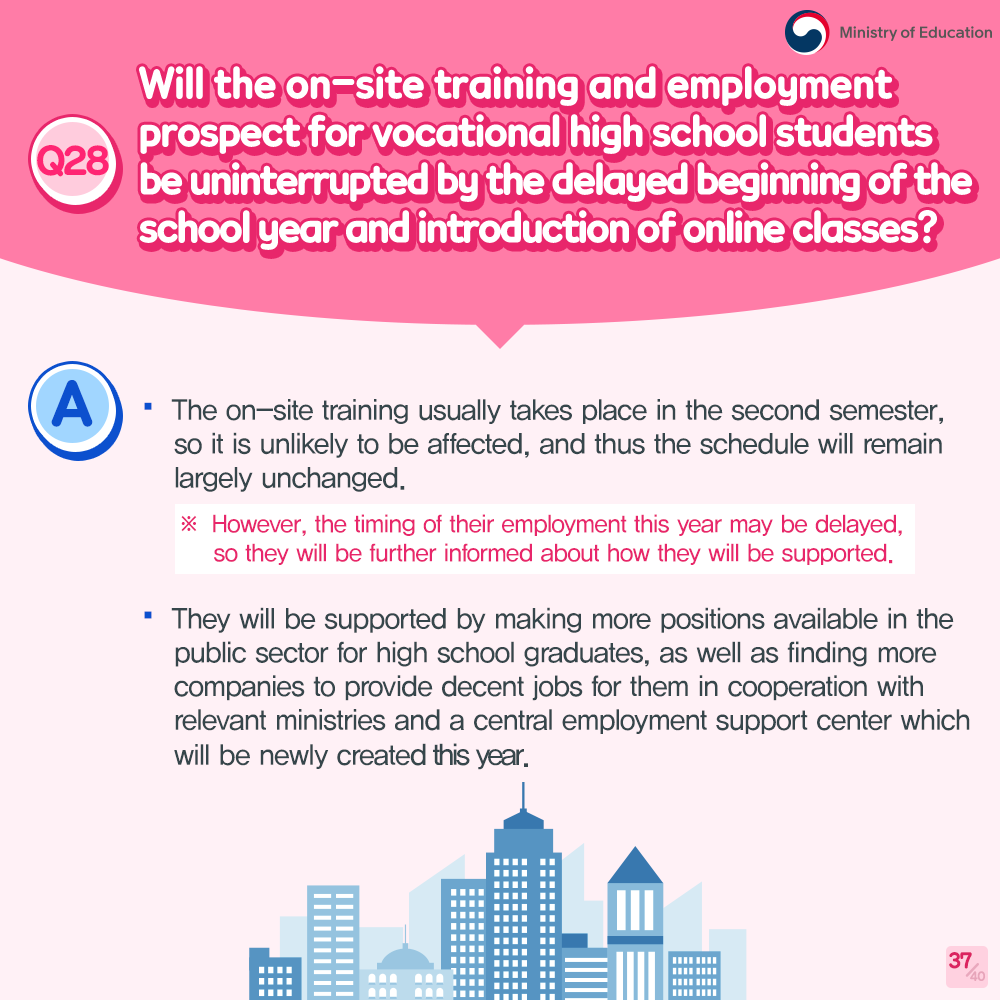 Ministry of Education
Will the on-site training and employment
prospect for vocational high school students
be uninterrupted by the delayed beginning of the
school year and introduction of online classes?
Q28
A
▪ The on-site training usually takes place in the second semester,
so it is unlikely to be affected, and thus the schedule will remain
largely unchanged.
※ However, the timing of their employment this year may be delayed,
so they will be further informed about how they will be supported.
▪ They will be supported by making more positions available in the
public sector for high school graduates, as well as finding more
companies to provide decent jobs for them in cooperation with
relevant ministries and a central employment support center which
will be newly created this year.
37/40